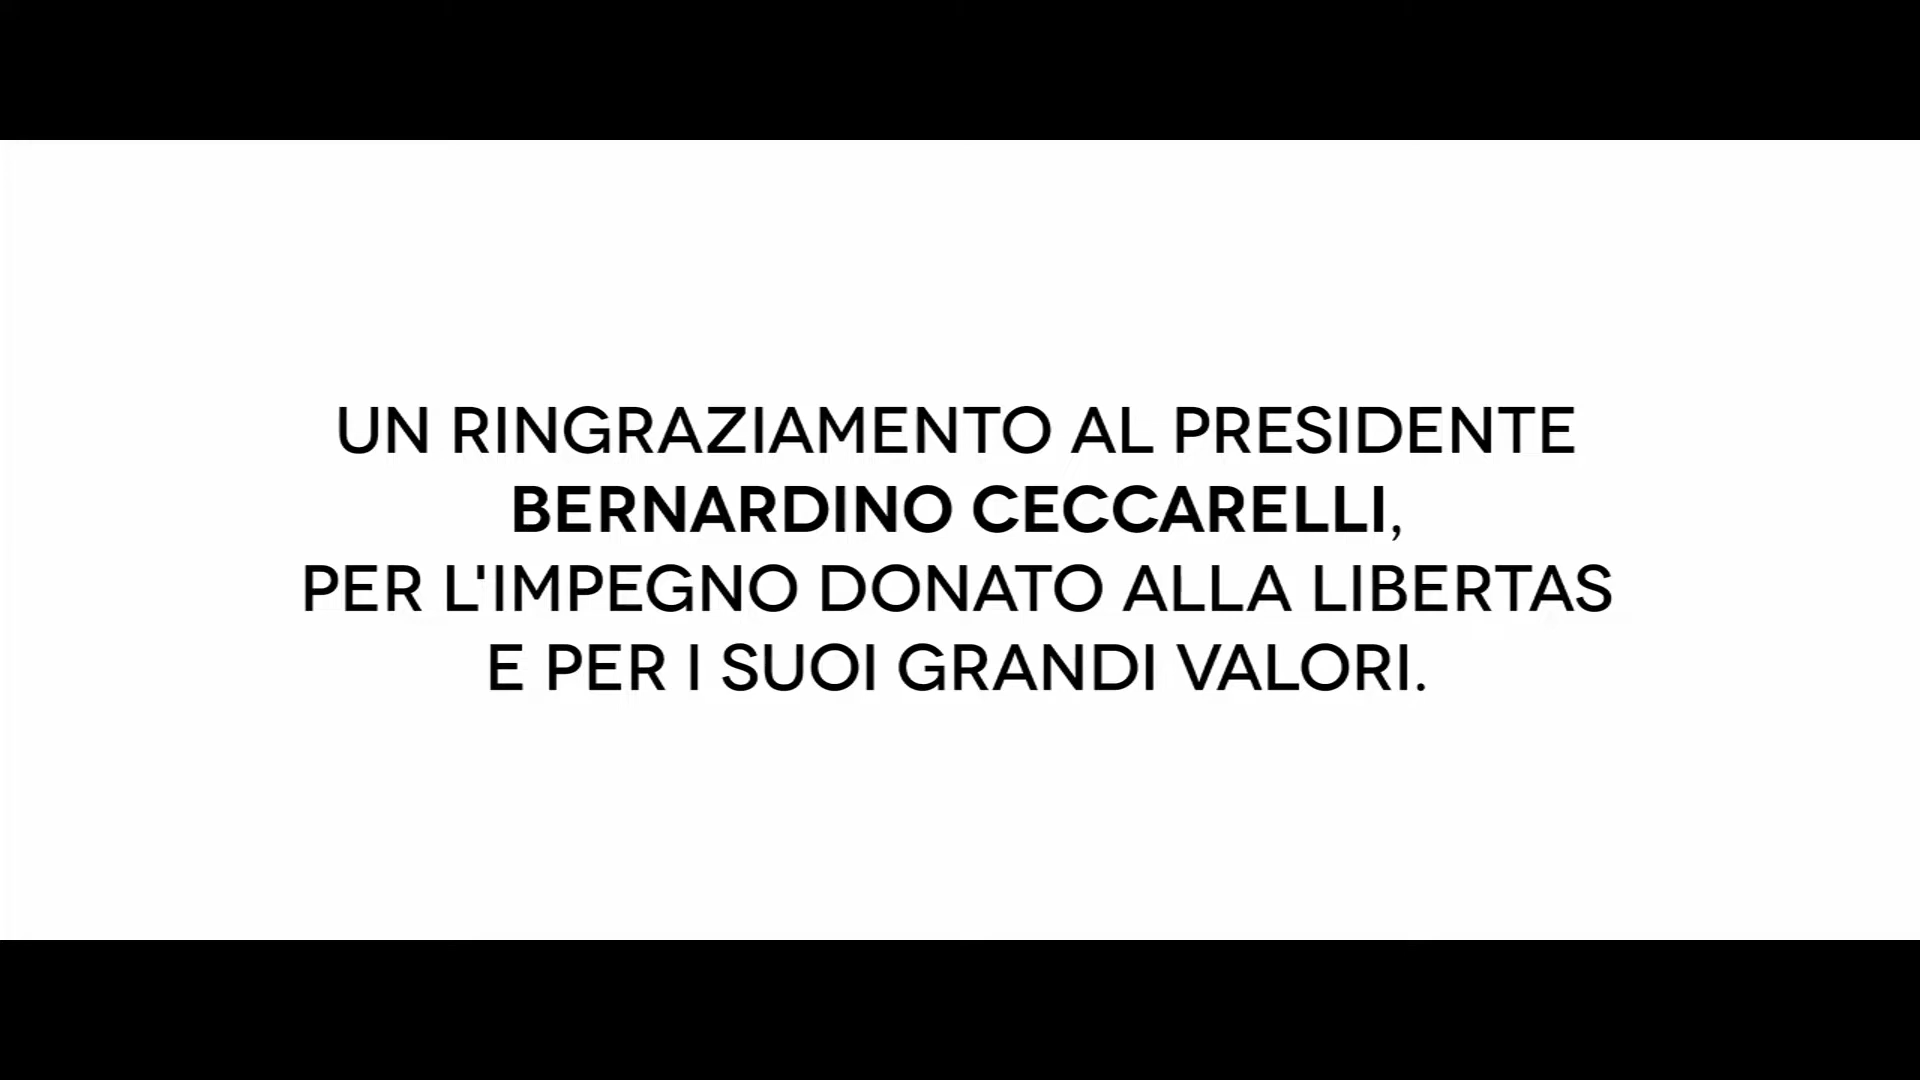 UN RINGRAZIAMENTO AL PRESIDENTE
BERNARDINO CECCARELLI,
PER L'IMPEGNO DONATO ALLA LIBERTAS
E PER I SUOI GRANDI VALORI.